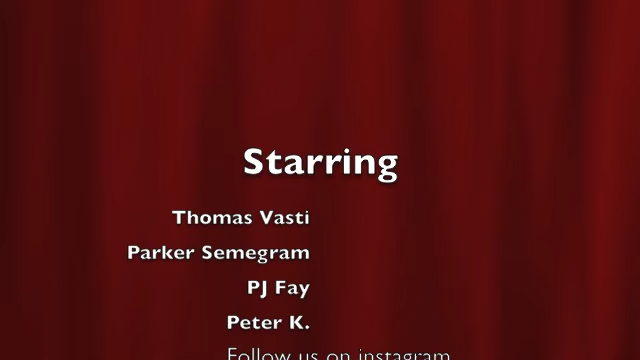 Starring
Thomas Vasti
Parker Semegram
PJ Fay
Peter K.
Follow us on instagram